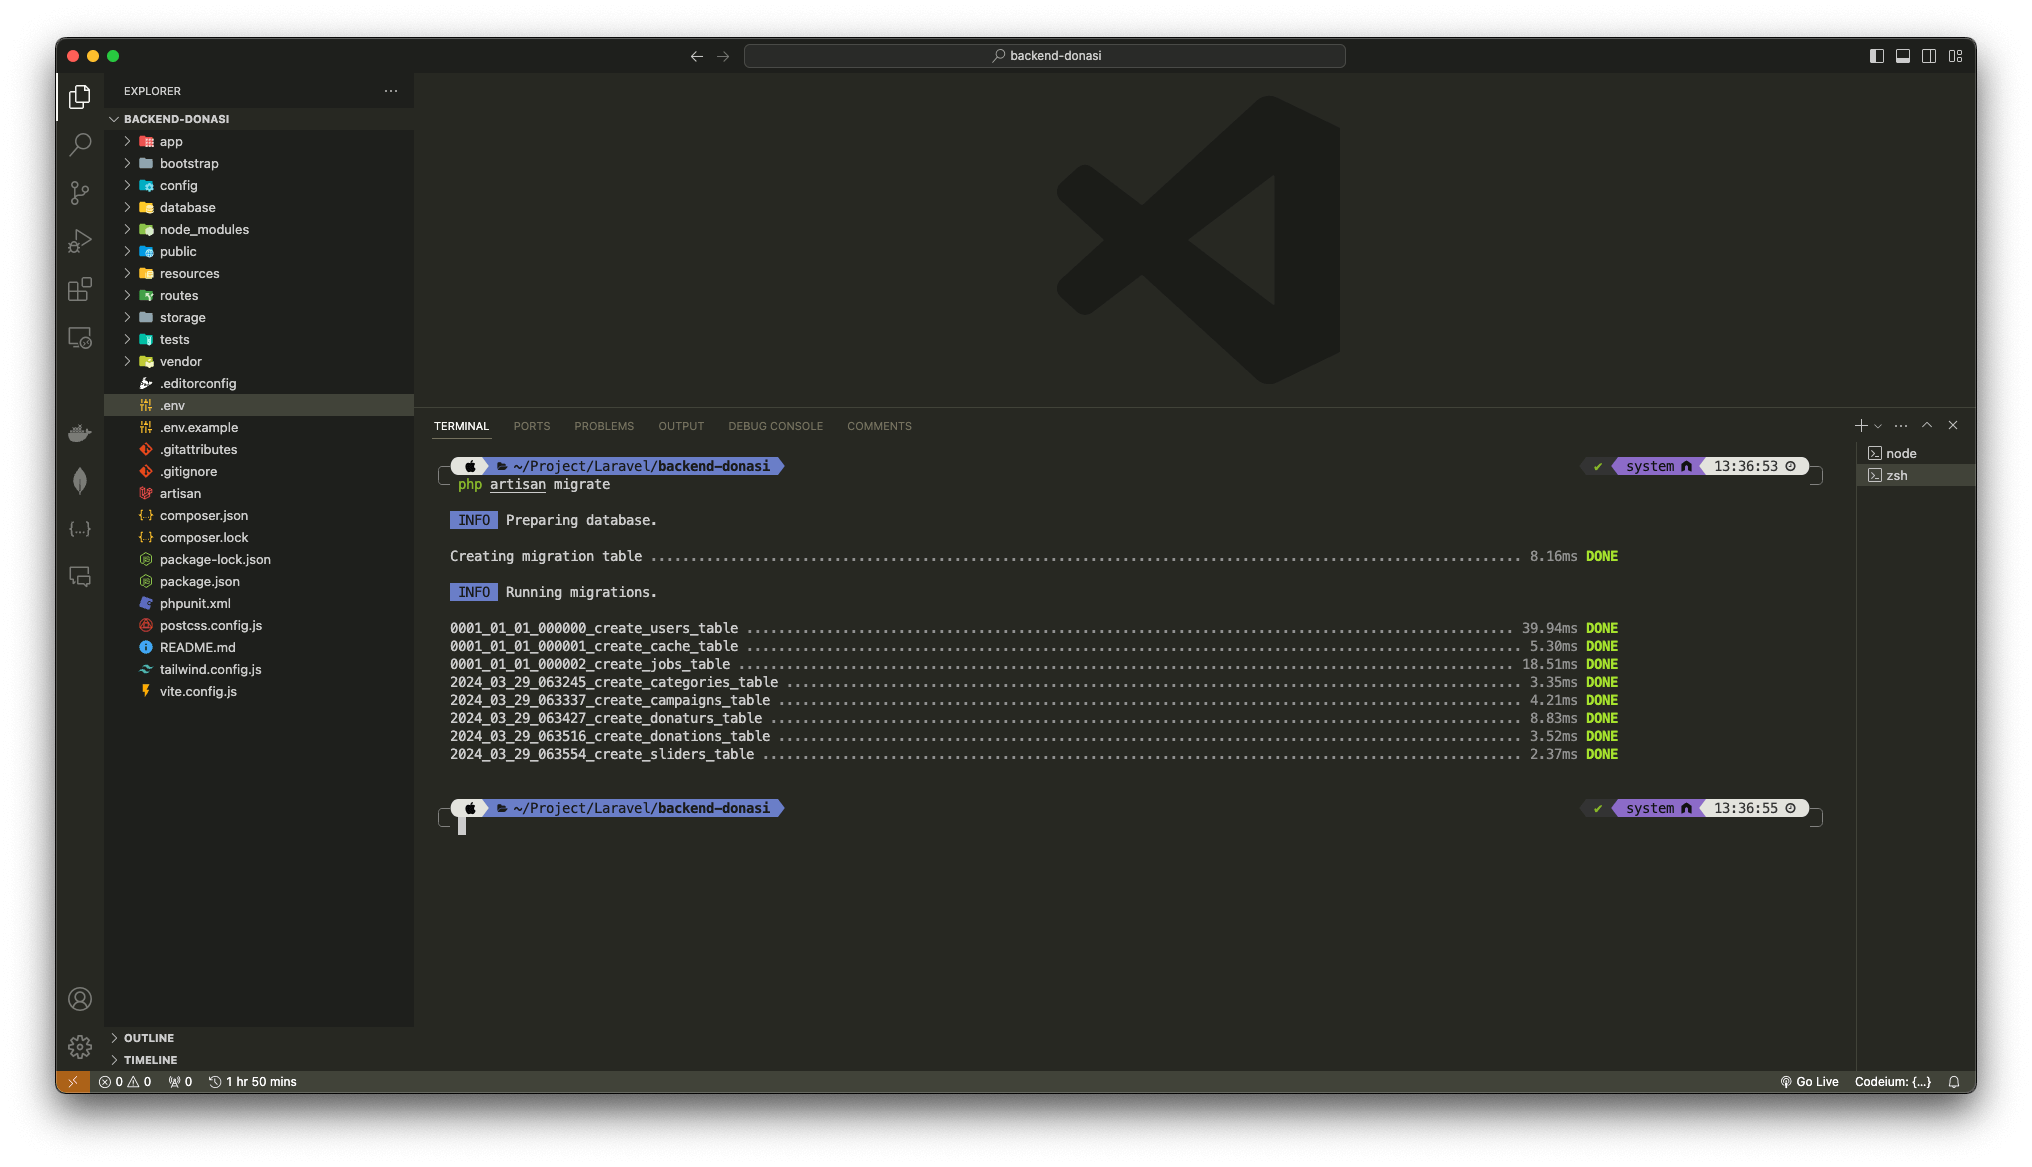 backend-donasi
EXPLORER
BACKEND-DONASI
app
bootstrap
config
database
node_modules
public
resources
routes
storage
tests
vendor
.editorconfig
.env
.env.example
.gitattributes
.gitignore
artisan
composer.json
composer.lock
package-lock.json
package.json
phpunit.xml
postcss.config.js
README.md
tailwind.config.js
vite.config.js
OUTLINE
TIMELINE
TERMINAL PORTS PROBLEMS OUTPUT DEBUG CONSOLE COMMENTS
~/Project/Laravel/backend-donasi ✔ system 13:36:53
php artisan migrate
INFO Preparing database.
Creating migration table ............................................................................................................. 8.16ms DONE
INFO Running migrations.
0001_01_01_000000_create_users_table ................................................................................................ 39.94ms DONE
0001_01_01_000001_create_cache_table ................................................................................................. 5.30ms DONE
0001_01_01_000002_create_jobs_table ................................................................................................. 18.51ms DONE
2024_03_29_063245_create_categories_table ............................................................................................ 3.35ms DONE
2024_03_29_063337_create_campaigns_table ............................................................................................. 4.21ms DONE
2024_03_29_063427_create_donaturs_table .............................................................................................. 8.83ms DONE
2024_03_29_063516_create_donations_table ............................................................................................. 3.52ms DONE
2024_03_29_063554_create_sliders_table ............................................................................................... 2.37ms DONE
~/Project/Laravel/backend-donasi ✔ system 13:36:55
node
zsh
0 0 0 1 hr 50 mins Go Live Codeium: {...}